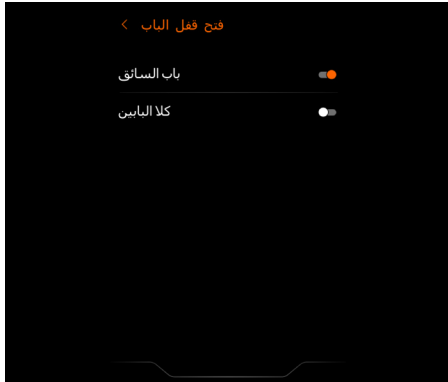 فتح قفل الباب
باب السائق
كلا البابين